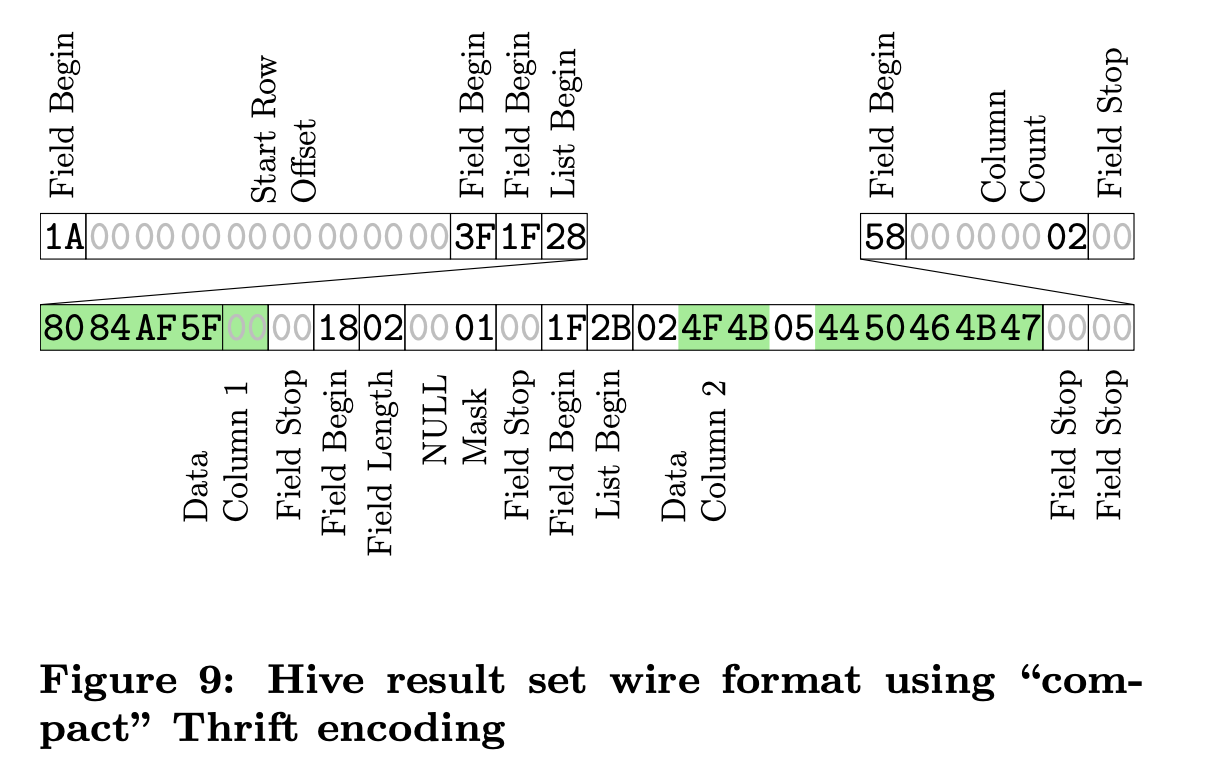 Field Begin
Start Row
Offset
Field Begin
Field Begin
List Begin
Field Begin
Column
Count
Field Stop
1A 00 00 00 00 00 00 00 00 3F 1F 28
58 00 00 00 02 00
80 84 AF 5F 00 00 18 02 00 01 00 1F 2B 02 4F 4B 05 44 50 46 4B 47 00 00
Data
Column 1
Field Stop
Field Begin
Field Length
NULL
Mask
Field Stop
Field Begin
List Begin
Data
Column 2
Field Stop
Field Stop
Figure 9: Hive result set wire format using “com-
pact” Thrift encoding